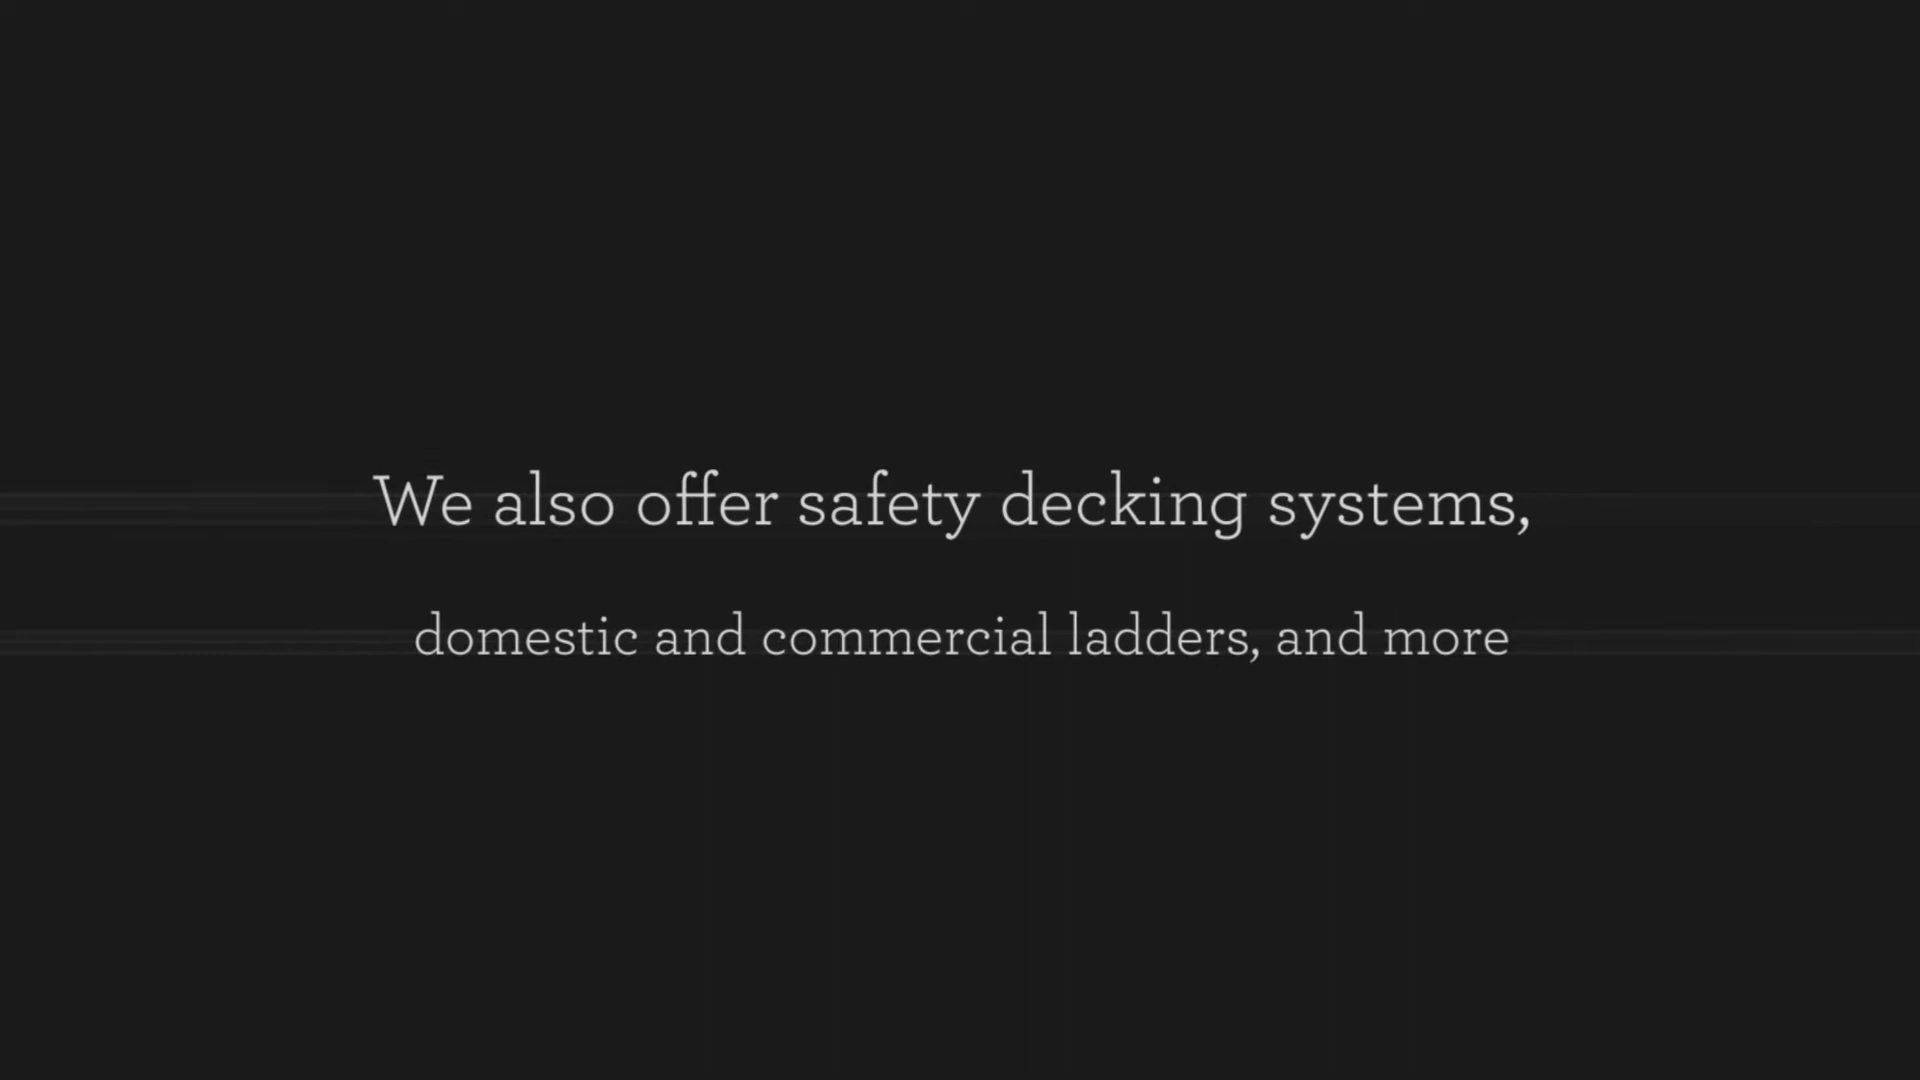 We also offer safety decking systems,
domestic and commercial ladders, and more